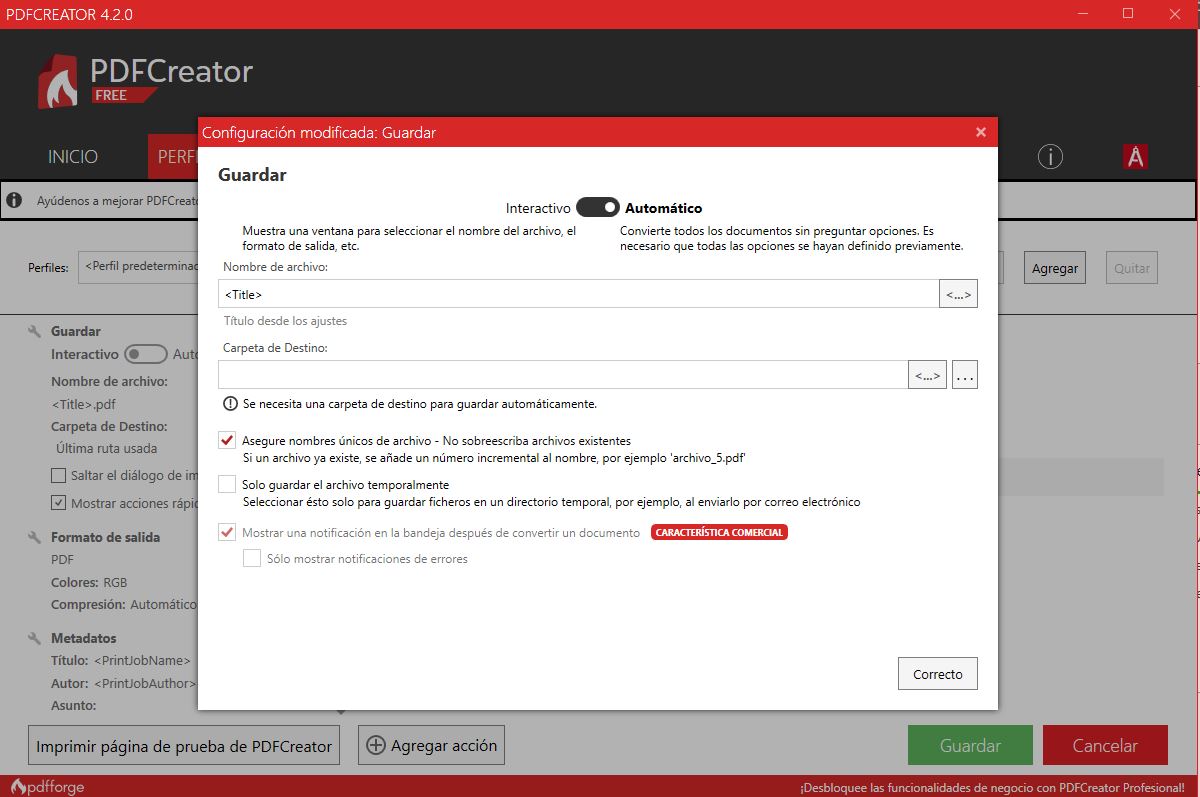 PDFCREATOR 4.2.0
PDFCreator
FREE
INICIO
PERFI
Ayúdenos a mejorar PDFCreato
Perfiles:
<Perfil predeterminad
Agregar
Quitar
Configuración modificada: Guardar
Guardar
Interactivo
Automático
Muestra una ventana para seleccionar el nombre del archivo, el
formato de salida, etc.
Convierte todos los documentos sin preguntar opciones. Es
necesario que todas las opciones se hayan definido previamente.
Nombre de archivo:
<Title>
<...>
Título desde los ajustes
Carpeta de Destino:
<...>
...
Se necesita una carpeta de destino para guardar automáticamente.
Asegure nombres únicos de archivo - No sobreescriba archivos existentes
Si un archivo ya existe, se añade un número incremental al nombre, por ejemplo 'archivo_5.pdf'
Solo guardar el archivo temporalmente
Seleccionar ésto solo para guardar ficheros en un directorio temporal, por ejemplo, al enviarlo por correo electrónico
Mostrar una notificación en la bandeja después de convertir un documento
CARACTERÍSTICA COMERCIAL
Sólo mostrar notificaciones de errores
Correcto
Guardar
Interactivo
Auto
Nombre de archivo:
<Title>.pdf
Carpeta de Destino:
Última ruta usada
Saltar el diálogo de im
Mostrar acciones rápic
Formato de salida
PDF
Colores: RGB
Compresión: Automático
Metadatos
Título: <PrintJobName>
Autor: <PrintJobAuthor>
Asunto:
Imprimir página de prueba de PDFCreator
Agregar acción
Guardar
Cancelar
pdfforge
¡Desbloquee las funcionalidades de negocio con PDFCreator Profesional!